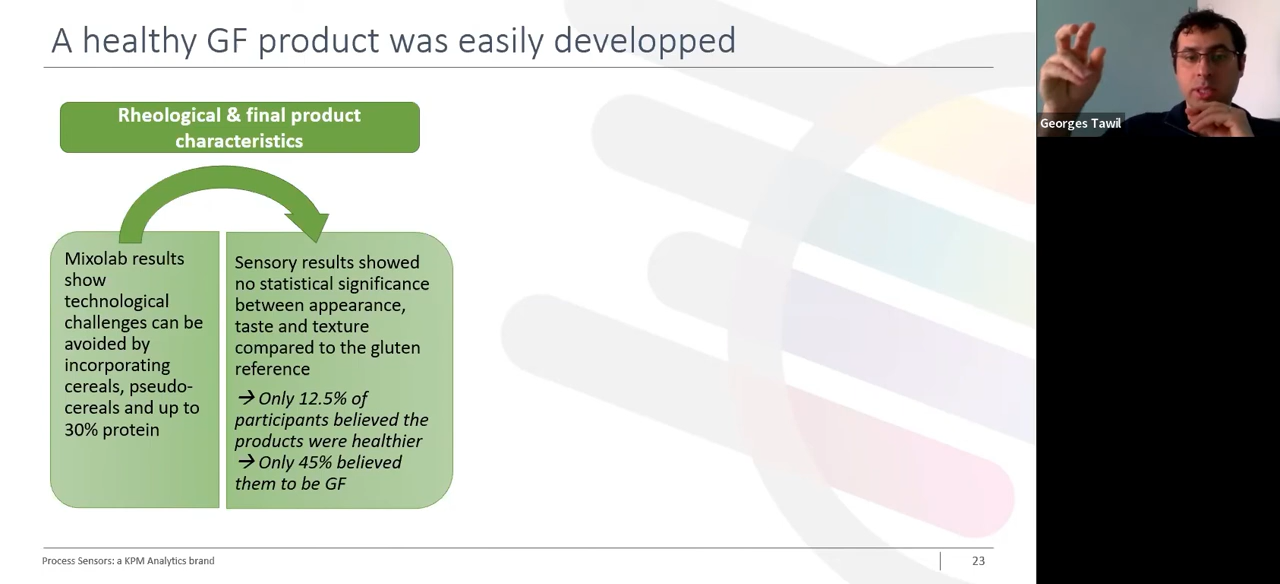 A healthy GF product was easily developped
Rheological & final product
characteristics
Mixolab results
show
technological
challenges can be
avoided by
incorporating
cereals, pseudo-
cereals and up to
30% protein
Sensory results showed
no statistical significance
between appearance,
taste and texture
compared to the gluten
reference
→ Only 12.5% of
participants believed the
products were healthier
→ Only 45% believed
them to be GF
Process Sensors: a KPM Analytics brand
23
Georges Tawil